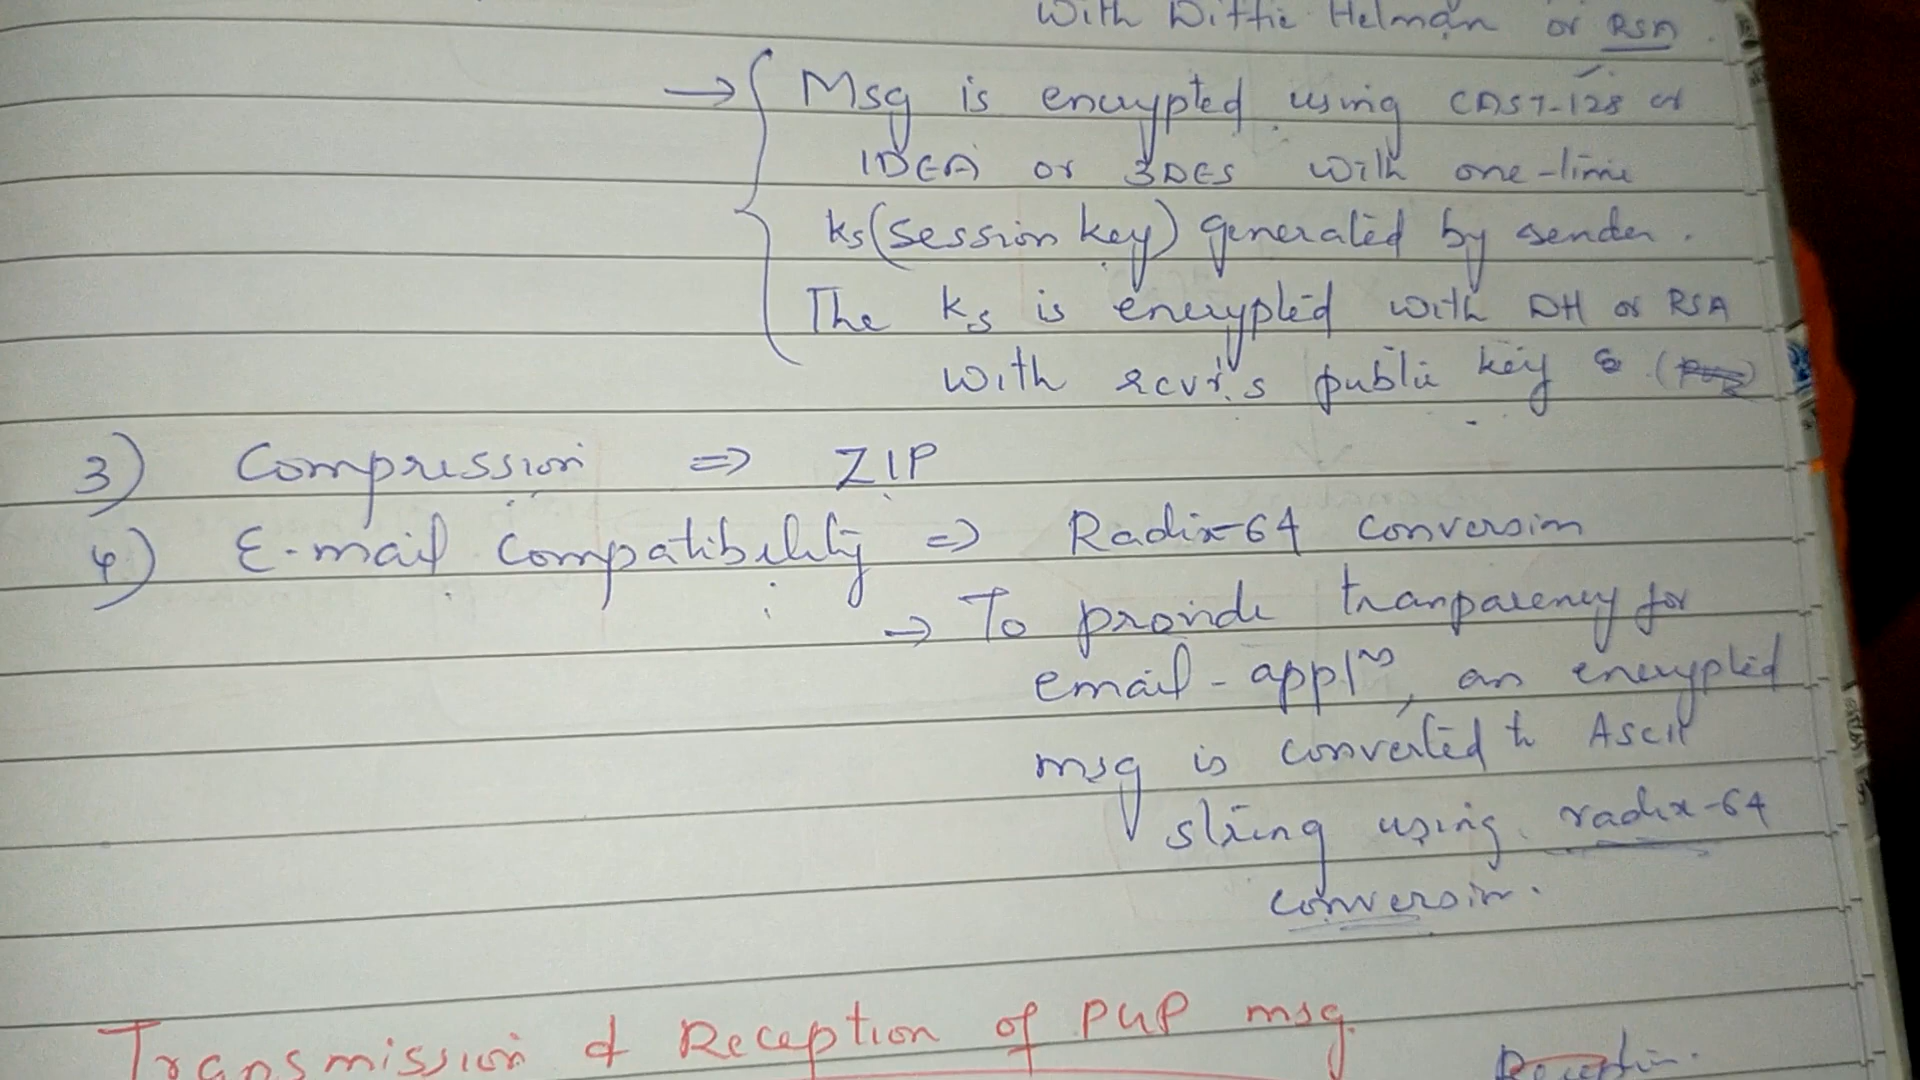 With Diffie Helman or RSA.
→ { Msg is encrypted using CAST-128 or
IDEA or 3DES with one-time
Ks (Session key) generated by sender.
The Ks is encrypted with DH or RSA
with rcvr's public key
3) Compression ⇒ ZIP
4) E-mail Compatibility ⇒ Radix-64 conversion
→ To provide tranparency for
email-appln, an encrypted
msg is converted to Ascii
string using radix-64
conversion.
Transmission & Reception of PGP msg.
Reception.